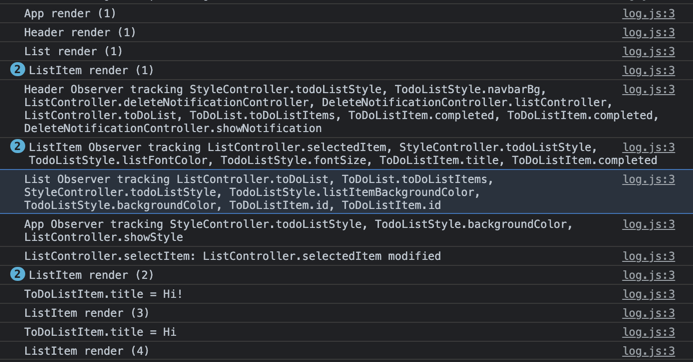 App render (1) log.js:3
Header render (1) log.js:3
List render (1) log.js:3
2 ListItem render (1) log.js:3
Header Observer tracking StyleController.todoListStyle, TodoListStyle.navbarBg, log.js:3
ListController.deleteNotificationController, DeleteNotificationController.listController,
ListController.toDoList, ToDoList.toDoListItems, ToDoListItem.completed, ToDoListItem.completed,
DeleteNotificationController.showNotification
2 ListItem Observer tracking ListController.selectedItem, StyleController.todoListStyle, log.js:3
TodoListStyle.listFontColor, TodoListStyle.fontSize, ToDoListItem.title, ToDoListItem.completed
List Observer tracking ListController.toDoList, ToDoList.toDoListItems, log.js:3
StyleController.todoListStyle, TodoListStyle.listItemBackgroundColor,
TodoListStyle.backgroundColor, ToDoListItem.id, ToDoListItem.id
App Observer tracking StyleController.todoListStyle, TodoListStyle.backgroundColor, log.js:3
ListController.showStyle
ListController.selectItem: ListController.selectedItem modified log.js:3
2 ListItem render (2) log.js:3
ToDoListItem.title = Hi! log.js:3
ListItem render (3) log.js:3
ToDoListItem.title = Hi log.js:3
ListItem render (4) log.js:3